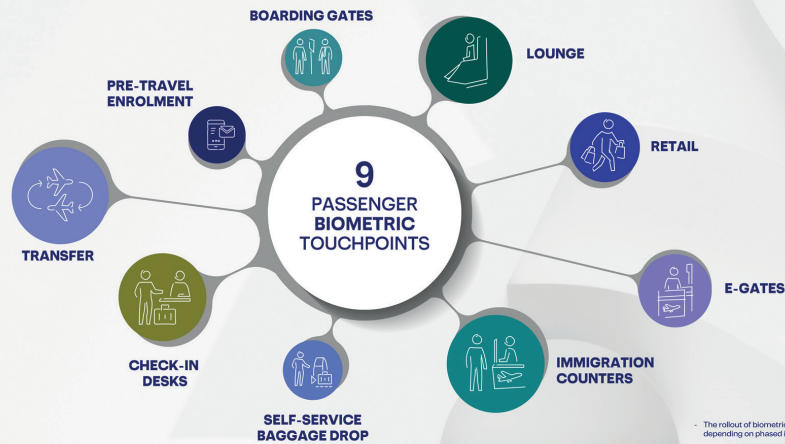 BOARDING GATES
LOUNGE
PRE-TRAVEL
ENROLMENT
RETAIL
9
PASSENGER
BIOMETRIC
TOUCHPOINTS
TRANSFER
E-GATES
CHECK-IN
DESKS
IMMIGRATION
COUNTERS
SELF-SERVICE
BAGGAGE DROP
- The rollout of biometric
depending on phased i